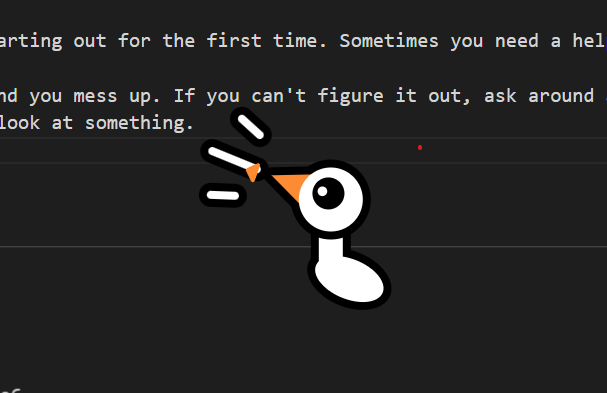 arting out for the first time. Sometimes you need a hel
nd you mess up. If you can't figure it out, ask around
look at something.